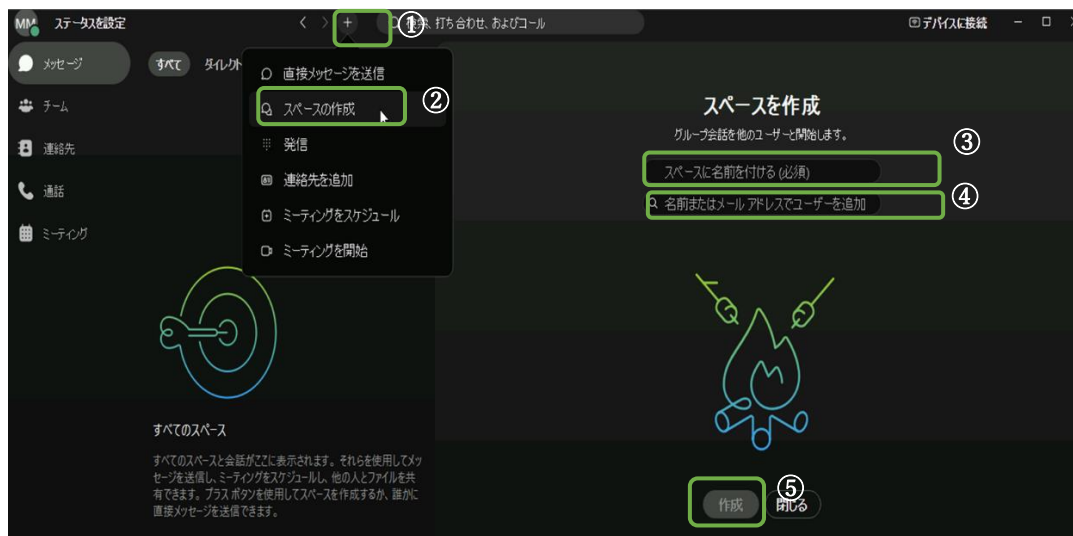 MM ステータスを設定
+ ①
検索、打ち合わせ、およびコール
デバイスに接続
メッセージ
チーム
連絡先
通話
ミーティング
すべて
直接メッセージを送信
スペースの作成 ②
発信
連絡先を追加
ミーティングをスケジュール
ミーティングを開始
すべてのスペース
すべてのスペースと会話がここに表示されます。それらを使用してメッ
セージを送信し、ミーティングをスケジュールし、他の人とファイルを共
有できます。プラス ボタンを使用してスペースを作成するか、誰かに
直接メッセージを送信できます。
スペースを作成
グループ会話を他のユーザーと開始します。
③
スペースに名前を付ける (必須)
名前またはメール アドレスでユーザーを追加 ④
作成 ⑤ 閉じる